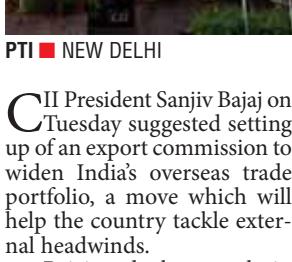 PTI ■ NEW DELHI
CII President Sanjiv Bajaj on
Tuesday suggested setting
up of an export commission to
widen India's overseas trade
portfolio, a move which will
help the country tackle exter-
nal headwinds.